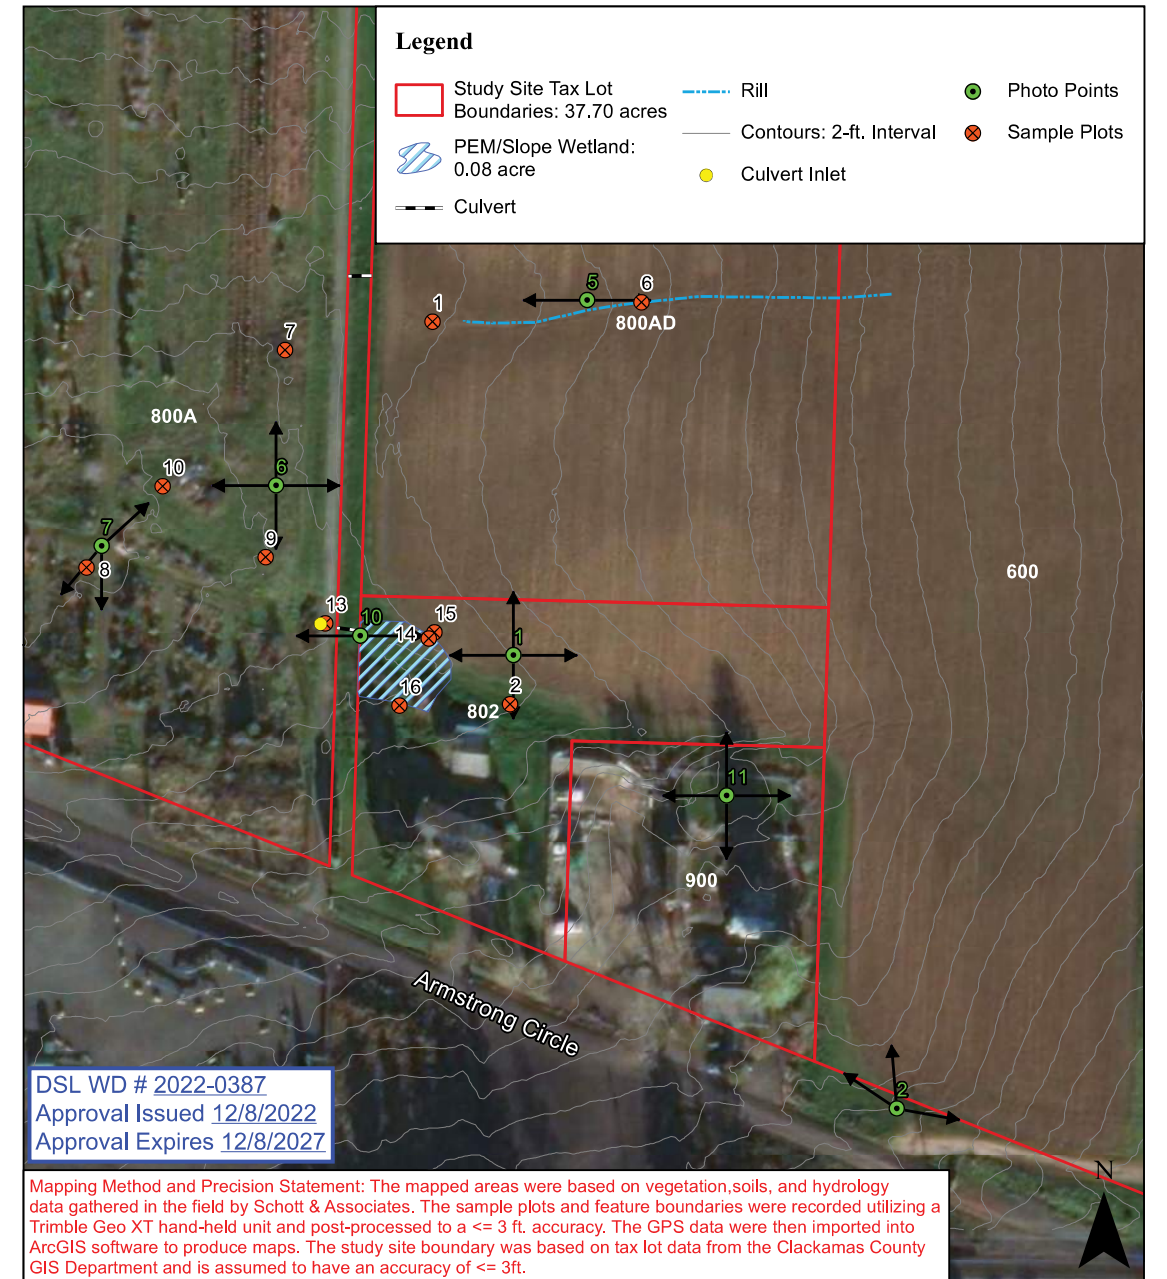 Legend
Study Site Tax Lot
Boundaries: 37.70 acres
PEM/Slope Wetland:
0.08 acre
Culvert
Rill
Contours: 2-ft. Interval
Culvert Inlet
Photo Points
Sample Plots
5
6
1
800AD
7
800A
6
10
7
9
8
600
13
10
15
14
1
16
2
802
11
900
Armstrong Circle
2
DSL WD # 2022-0387
Approval Issued 12/8/2022
Approval Expires 12/8/2027
N
Mapping Method and Precision Statement: The mapped areas were based on vegetation,soils, and hydrology
data gathered in the field by Schott & Associates. The sample plots and feature boundaries were recorded utilizing a
Trimble Geo XT hand-held unit and post-processed to a <= 3 ft. accuracy. The GPS data were then imported into
ArcGIS software to produce maps. The study site boundary was based on tax lot data from the Clackamas County
GIS Department and is assumed to have an accuracy of <= 3ft.